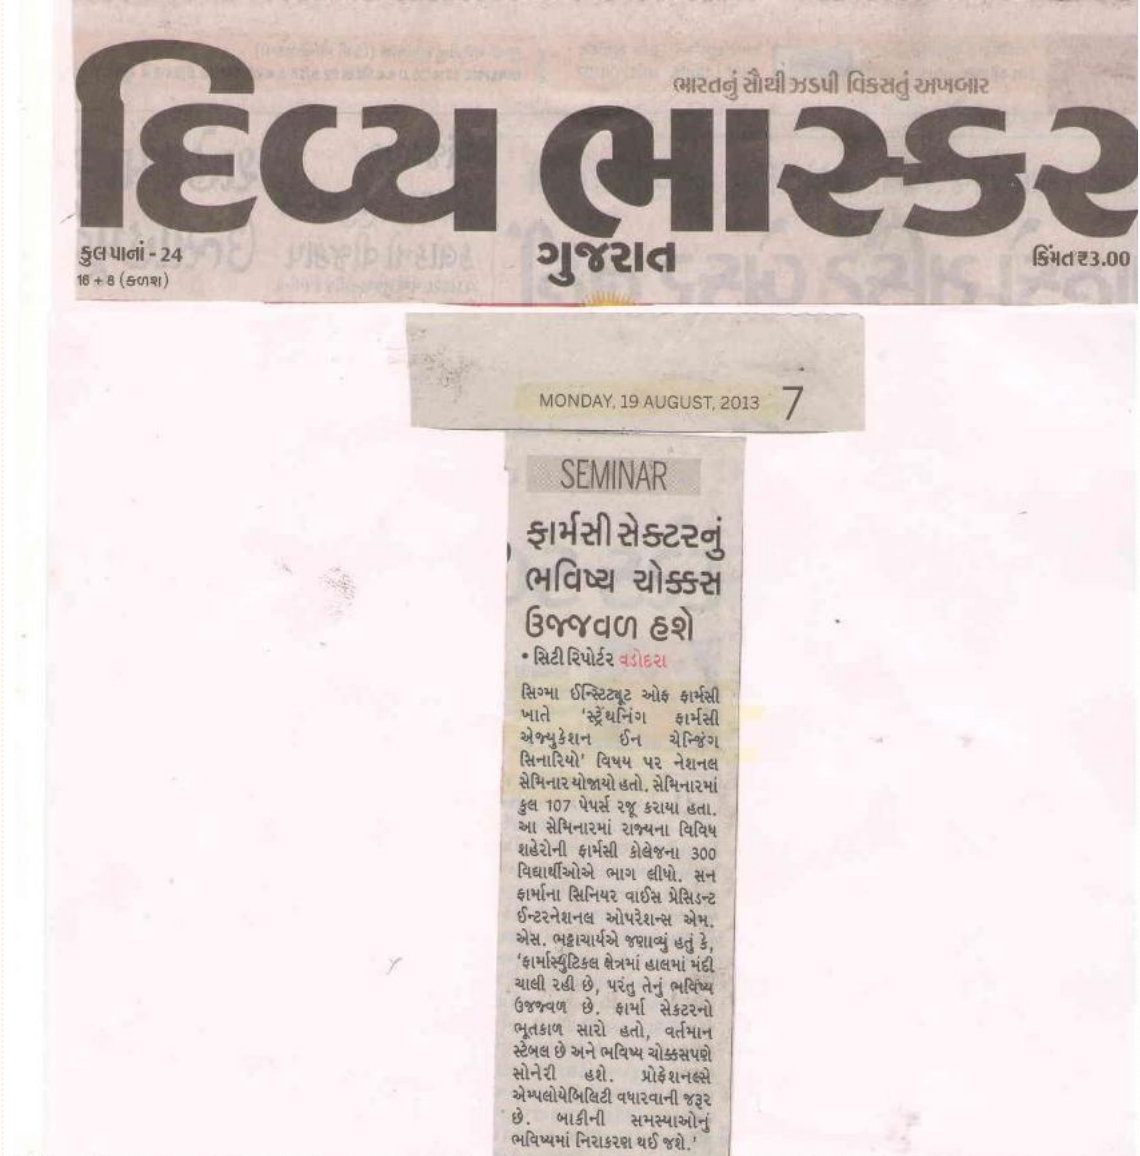 ભારતનું સૌથી ઝડપી વિકસતું અખબાર
દિવ્ય ભાસ્કર
કુલ પાનાં - 24
16 + 8 (કળશ)
ગુજરાત
કિંમત ₹3.00
MONDAY, 19 AUGUST, 2013 7
SEMINAR
ફાર્મસી સેક્ટરનું
ભવિષ્ય ચોક્કસ
ઉજ્જવળ હશે
• સિટી રિપોર્ટર વડોદરા
સિગ્મા ઈન્સ્ટિટ્યૂટ ઓફ ફાર્મસી
ખાતે 'સ્ટ્રેંથનિંગ ફાર્મસી
એજ્યુકેશન ઈન ચેન્જિંગ
સિનારિયો' વિષય પર નેશનલ
સેમિનાર યોજાયો હતો. સેમિનારમાં
કુલ 107 પેપર્સ રજૂ કરાયા હતા.
આ સેમિનારમાં રાજ્યના વિવિધ
શહેરોની ફાર્મસી કોલેજના 300
વિદ્યાર્થીઓએ ભાગ લીધો. સન
ફાર્માના સિનિયર વાઈસ પ્રેસિડન્ટ
ઈન્ટરનેશનલ ઓપરેશન્સ એમ.
એસ. ભટ્ટાચાર્યએ જણાવ્યું હતું કે,
'ફાર્માસ્યુટિકલ ક્ષેત્રમાં હાલમાં મંદી
ચાલી રહી છે, પરંતુ તેનું ભવિષ્ય
ઉજ્જવળ છે. ફાર્મા સેકટરનો
ભૂતકાળ સારો હતો, વર્તમાન
સ્ટેબલ છે અને ભવિષ્ય ચોક્કસપણે
સોનેરી હશે. પ્રોફેશનલ્સે
એમ્પલોયેબિલિટી વધારવાની જરૂર
છે. બાકીની સમસ્યાઓનું
ભવિષ્યમાં નિરાકરણ થઈ જશે.'